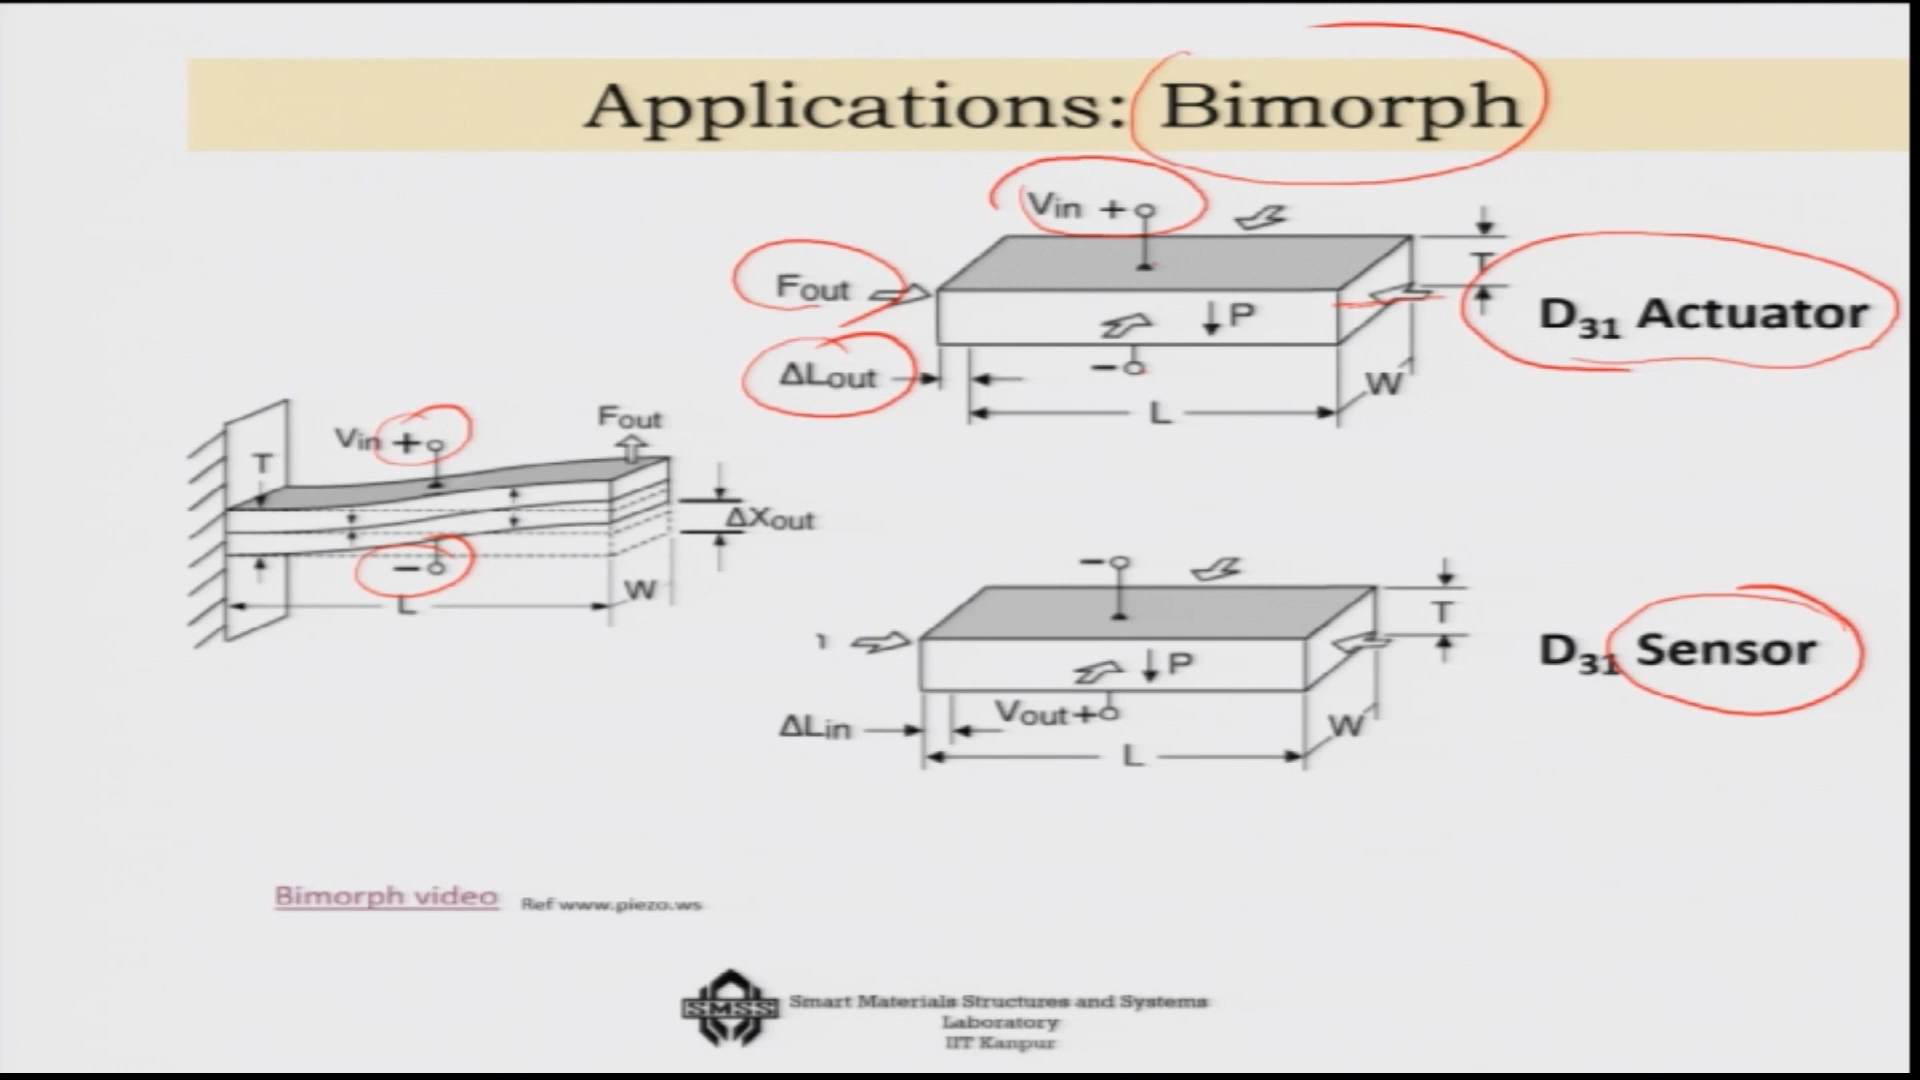 Applications: Bimorph
Vin +
T
Fout
P
D31 Actuator
ΔLout
−
W
L
Vin +
Fout
T
ΔXout
−
W
L
−
T
P
D31 Sensor
ΔLin
Vout+
W
L
Bimorph video
Ref www.piezo.ws
SMSS
Smart Materials Structures and Systems
Laboratory
IIT Kanpur